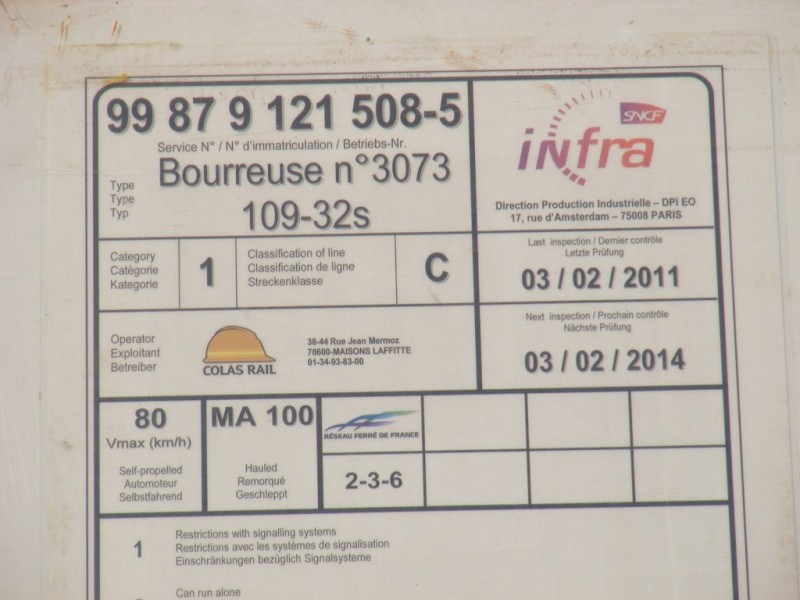 99 87 9 121 508-5
Service N° / N° d'immatriculation / Betriebs-Nr.
Type
Type
Typ
Bourreuse n°3073
109-32s
SNCF
infra
Direction Production Industrielle – DPI EO
17, rue d'Amsterdam – 75008 PARIS
Category
Catégorie
Kategorie
1
Classification of line
Classification de ligne
Streckenklasse
C
Last inspection / Dernier contrôle
Letzte Prüfung
03 / 02 / 2011
Next inspection / Prochain contrôle
Nächste Prüfung
03 / 02 / 2014
Operator
Exploitant
Betreiber
COLAS RAIL
38-44 Rue Jean Mermoz
78600-MAISONS LAFFITTE
01-34-93-83-00
80
Vmax (km/h)
Self-propelled
Automoteur
Selbstfahrend
MA 100
Hauled
Remorqué
Geschleppt
RÉSEAU FERRÉ DE FRANCE
2-3-6
1
Restrictions with signalling systems
Restrictions avec les systèmes de signalisation
Einschränkungen bezüglich Signalsysteme
Can run alone